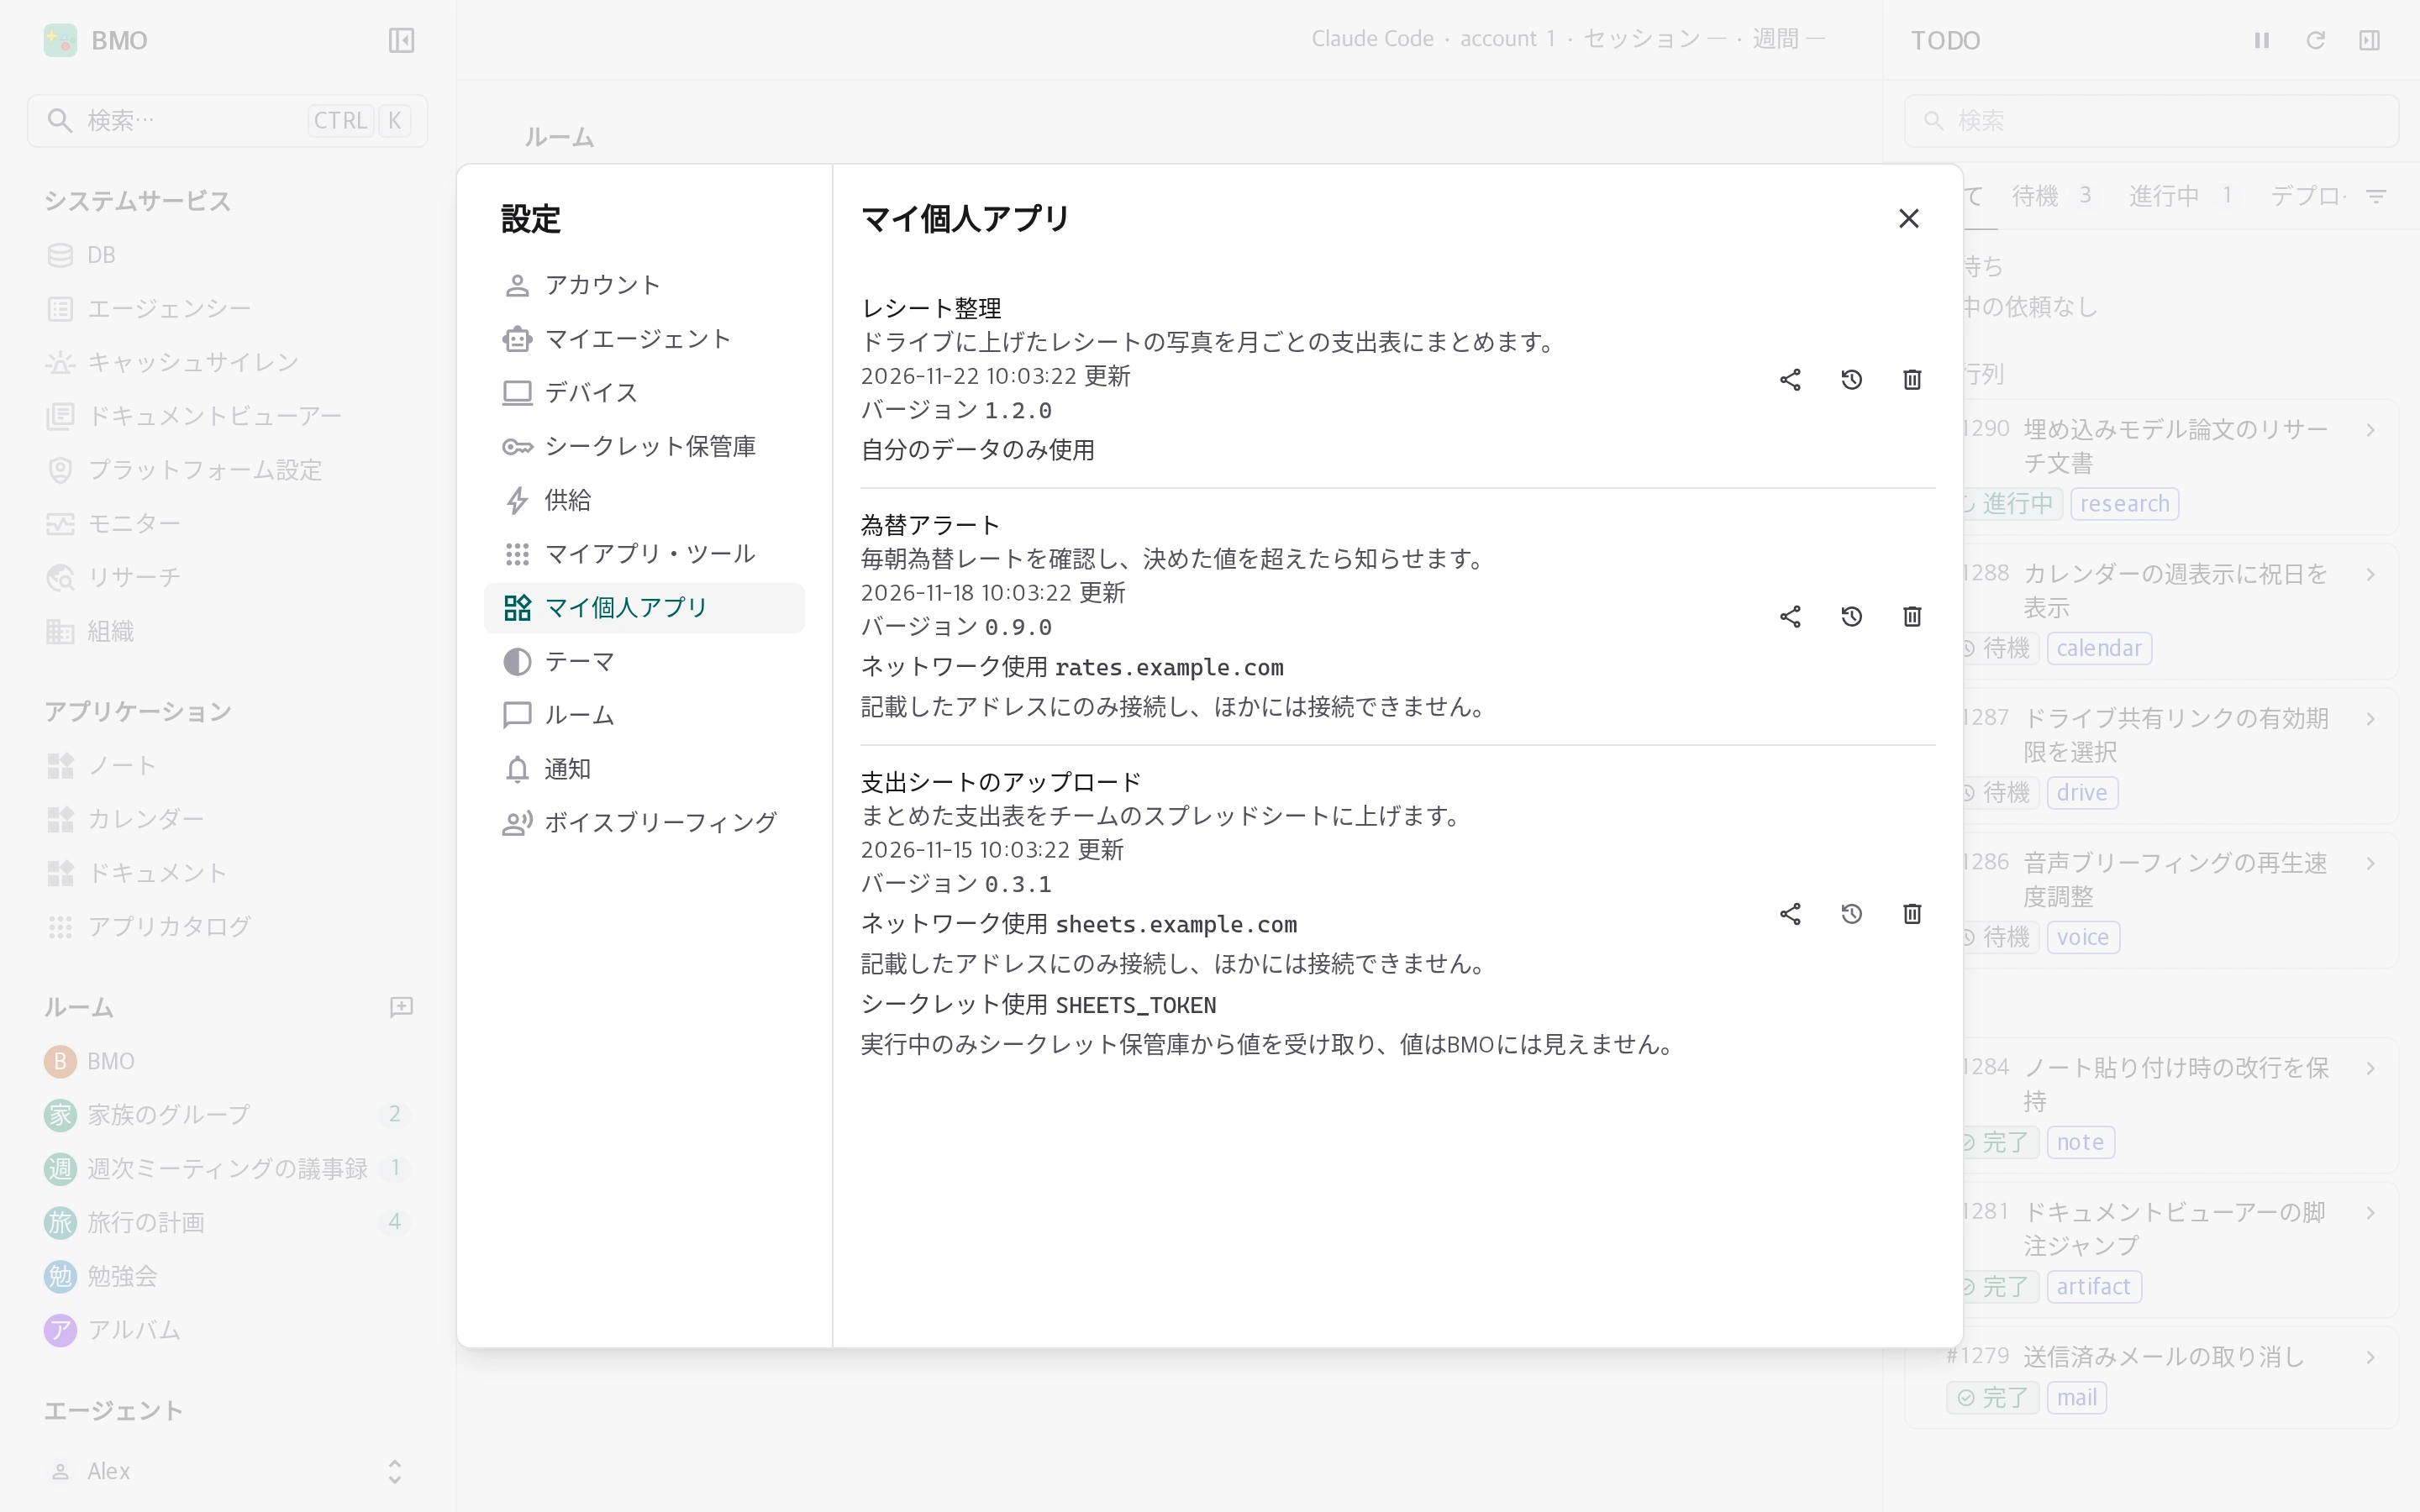 BMO
検索…
CTRL K
システムサービス
DB
エージェンシー
キャッシュサイレン
ドキュメントビューアー
プラットフォーム設定
モニター
リサーチ
組織
アプリケーション
ノート
カレンダー
ドキュメント
アプリカタログ
ルーム
B BMO
家 家族のグループ 2
週 週次ミーティングの議事録 1
旅 旅行の計画 4
勉 勉強会
ア アルバム
エージェント
Alex
Claude Code · account 1 · セッション — · 週間 —
ルーム
設定
アカウント
マイエージェント
デバイス
シークレット保管庫
供給
マイアプリ・ツール
マイ個人アプリ
テーマ
ルーム
通知
ボイスブリーフィング
マイ個人アプリ
レシート整理
ドライブに上げたレシートの写真を月ごとの支出表にまとめます。
2026-11-22 10:03:22 更新
バージョン 1.2.0
自分のデータのみ使用
為替アラート
毎朝為替レートを確認し、決めた値を超えたら知らせます。
2026-11-18 10:03:22 更新
バージョン 0.9.0
ネットワーク使用 rates.example.com
記載したアドレスにのみ接続し、ほかには接続できません。
支出シートのアップロード
まとめた支出表をチームのスプレッドシートに上げます。
2026-11-15 10:03:22 更新
バージョン 0.3.1
ネットワーク使用 sheets.example.com
記載したアドレスにのみ接続し、ほかには接続できません。
シークレット使用 SHEETS_TOKEN
実行中のみシークレット保管庫から値を受け取り、値はBMOには見えません。
TODO
検索
て 待機 3 進行中 1 デプロ
待ち
中の依頼なし
行列
1290 埋め込みモデル論文のリサー
チ文書
進行中 research
1288 カレンダーの週表示に祝日を
表示
待機 calendar
1287 ドライブ共有リンクの有効期
限を選択
待機 drive
1286 音声ブリーフィングの再生速
度調整
待機 voice
1284 ノート貼り付け時の改行を保
持
完了 note
1281 ドキュメントビューアーの脚
注ジャンプ
完了 artifact
#1279 送信済みメールの取り消し
完了 mail